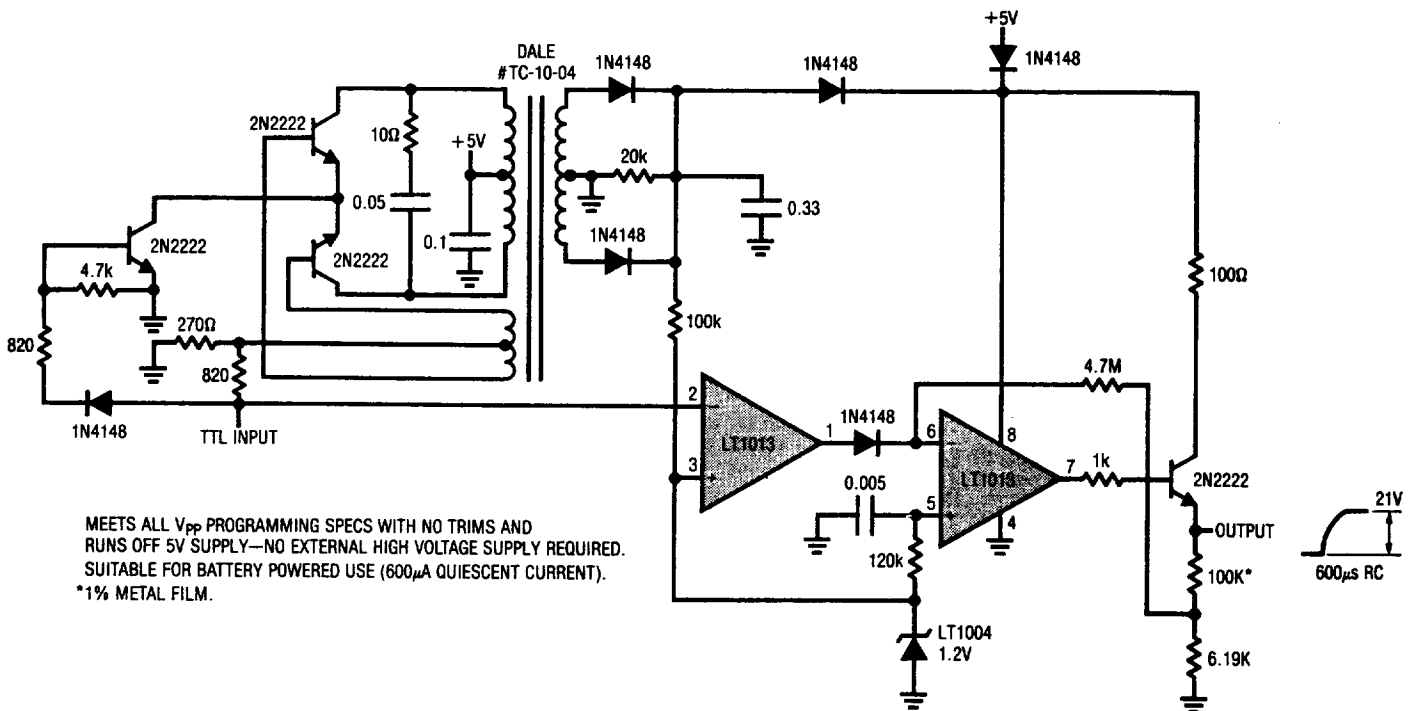 +5V
DALE
#TC-10-04
1N4148
1N4148
1N4148
2N2222
10Ω
+5V
20k
0.05
0.33
2N2222
0.1
1N4148
2N2222
4.7k
100Ω
270Ω
100k
820
820
4.7M
2
1N4148
TTL INPUT
1N4148
6
8
LT1013
1
7
1k
2N2222
3
0.005
LT1013
5
4
21V
OUTPUT
MEETS ALL VPP PROGRAMMING SPECS WITH NO TRIMS AND
RUNS OFF 5V SUPPLY—NO EXTERNAL HIGH VOLTAGE SUPPLY REQUIRED.
SUITABLE FOR BATTERY POWERED USE (600µA QUIESCENT CURRENT).
*1% METAL FILM.
120k
100K*
600µs RC
LT1004
1.2V
6.19K